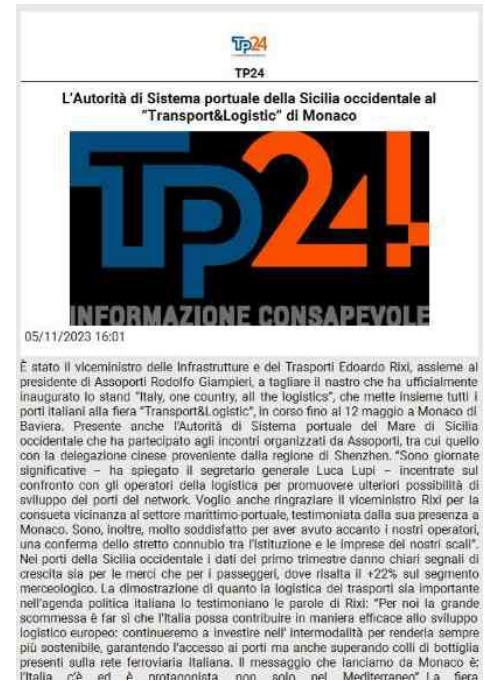 TP24
TP24
L'Autorità di Sistema portuale della Sicilia occidentale al
"Transport&Logistic" di Monaco
TP24!
INFORMAZIONE CONSAPEVOLE
05/11/2023 16:01
È stato il viceministro delle Infrastrutture e del Trasporti Edoardo Rixi, assieme al
presidente di Assoporti Rodolfo Giampieri, a tagliare il nastro che ha ufficialmente
inaugurato lo stand "Italy, one country, all the logistics", che mette insieme tutti i
porti italiani alla fiera "Transport&Logistic", in corso fino al 12 maggio a Monaco di
Baviera. Presente anche l'Autorità di Sistema portuale del Mare di Sicilia
occidentale che ha partecipato agli incontri organizzati da Assoporti, tra cui quello
con la delegazione cinese proveniente dalla regione di Shenzhen. "Sono giornate
significative – ha spiegato il segretario generale Luca Lupi – incentrate sul
confronto con gli operatori della logistica per promuovere ulteriori possibilità di
sviluppo dei porti del network. Voglio anche ringraziare il viceministro Rixi per la
consueta vicinanza al settore marittimo-portuale, testimoniata dalla sua presenza a
Monaco. Sono, inoltre, molto soddisfatto per aver avuto accanto i nostri operatori,
una conferma dello stretto connubio tra l'istituzione e le imprese dei nostri scali".
Nei porti della Sicilia occidentale i dati del primo trimestre danno chiari segnali di
crescita sia per le merci che per i passeggeri, dove risalta il +22% sul segmento
merceologico. La dimostrazione di quanto la logistica dei trasporti sia importante
nell'agenda politica italiana lo testimoniano le parole di Rixi: "Per noi la grande
scommessa è far sì che l'Italia possa contribuire in maniera efficace allo sviluppo
logistico europeo: continueremo a investire nell' intermodalità per renderla sempre
più sostenibile, garantendo l'accesso ai porti ma anche superando colli di bottiglia
presenti sulla rete ferroviaria italiana. Il messaggio che lanciamo da Monaco è:
l'Italia c'è ed è protagonista, non solo nel Mediterraneo". La fiera